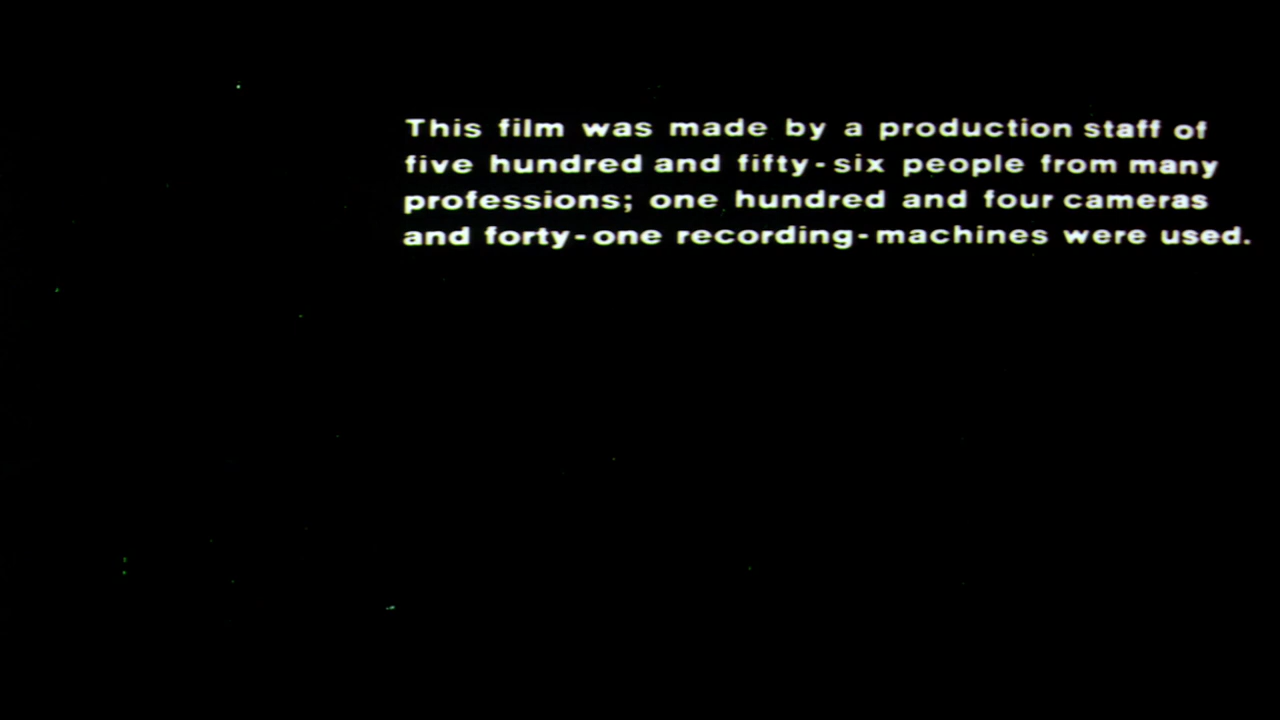 This film was made by a production staff of
five hundred and fifty-six people from many
professions; one hundred and four cameras
and forty-one recording-machines were used.